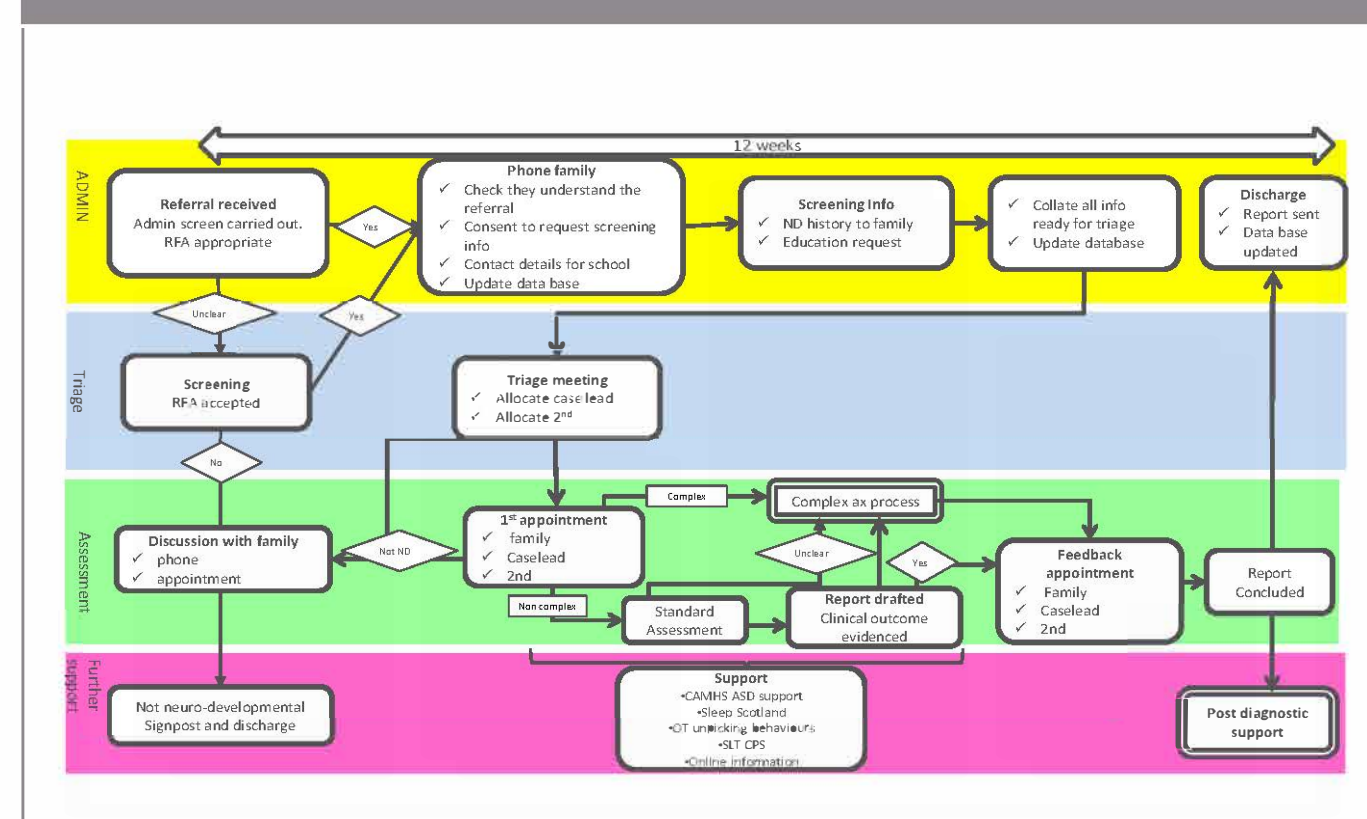 12 weeks
ADMIN
Referral received
Admin screen carried out.
RFA appropriate
Yes
Phone family
✓ Check they understand the
referral
✓ Consent to request screening
info
✓ Contact details for school
✓ Update data base
Screening Info
✓ ND history to family
✓ Education request
✓ Collate all info
ready for triage
✓ Update database
Discharge
✓ Report sent
✓ Data base
updated
Unclear
Yes
Triage
Screening
RFA accepted
Triage meeting
✓ Allocate case lead
✓ Allocate 2nd
No
Assessment
Discussion with family
✓ phone
✓ appointment
Not ND
1st appointment
✓ family
✓ Caselead
✓ 2nd
Complex
Complex ax process
Unclear
Yes
Non complex
Standard
Assessment
Report drafted
Clinical outcome
evidenced
Feedback
appointment
✓ Family
✓ Caselead
✓ 2nd
Report
Concluded
Further
support
Not neuro-developmental
Signpost and discharge
Support
•CAMHS ASD support
•Sleep Scotland
•OT unpicking behaviours
•SLT CPS
•Online information
Post diagnostic
support